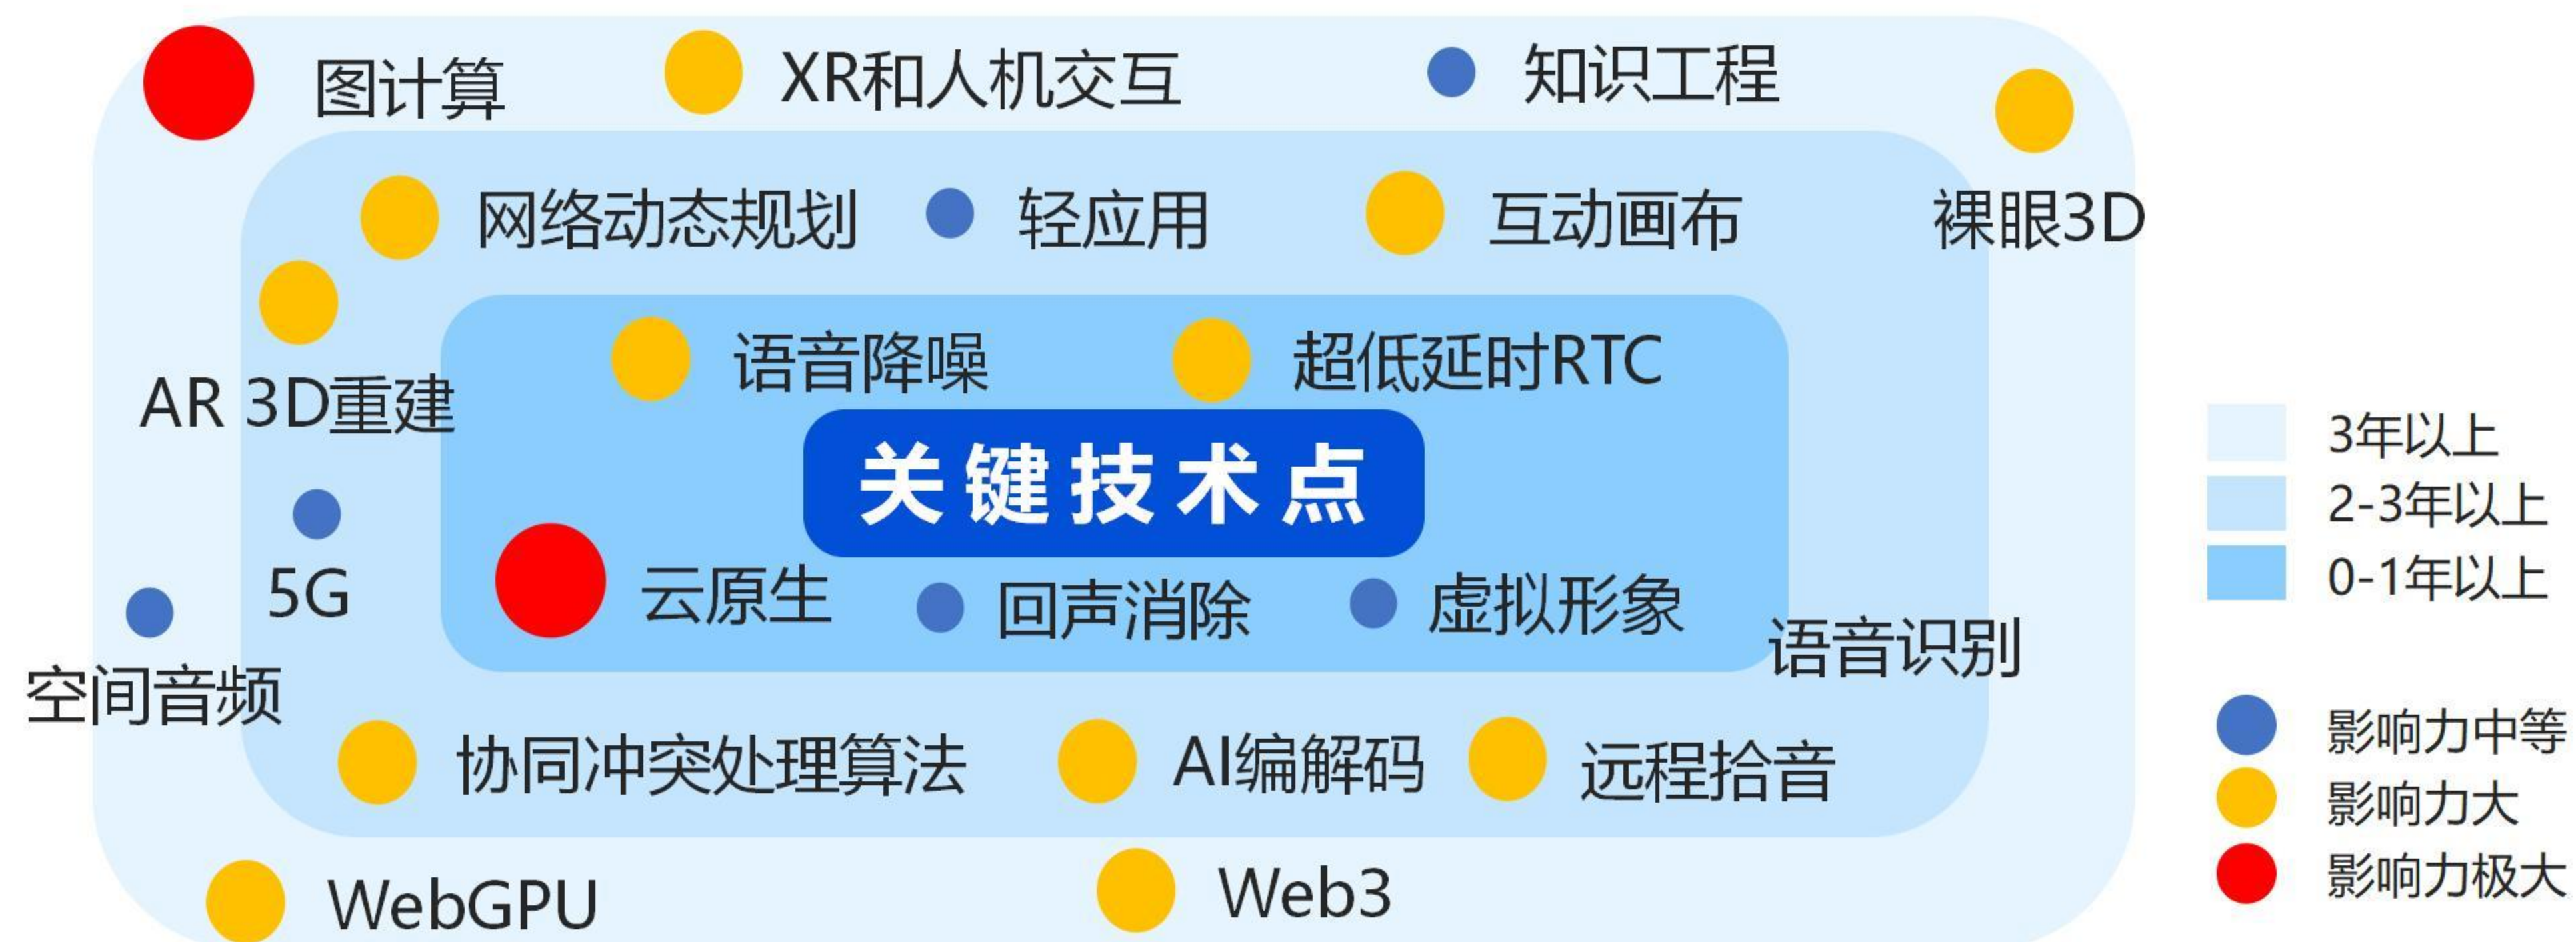 图计算
XR和人机交互
知识工程
裸眼3D
网络动态规划
轻应用
互动画布
AR 3D重建
语音降噪
超低延时RTC
关键技术点
5G
云原生
回声消除
虚拟形象
语音识别
空间音频
协同冲突处理算法
AI编解码
远程拾音
WebGPU
Web3
3年以上
2-3年以上
0-1年以上
影响力中等
影响力大
影响力极大